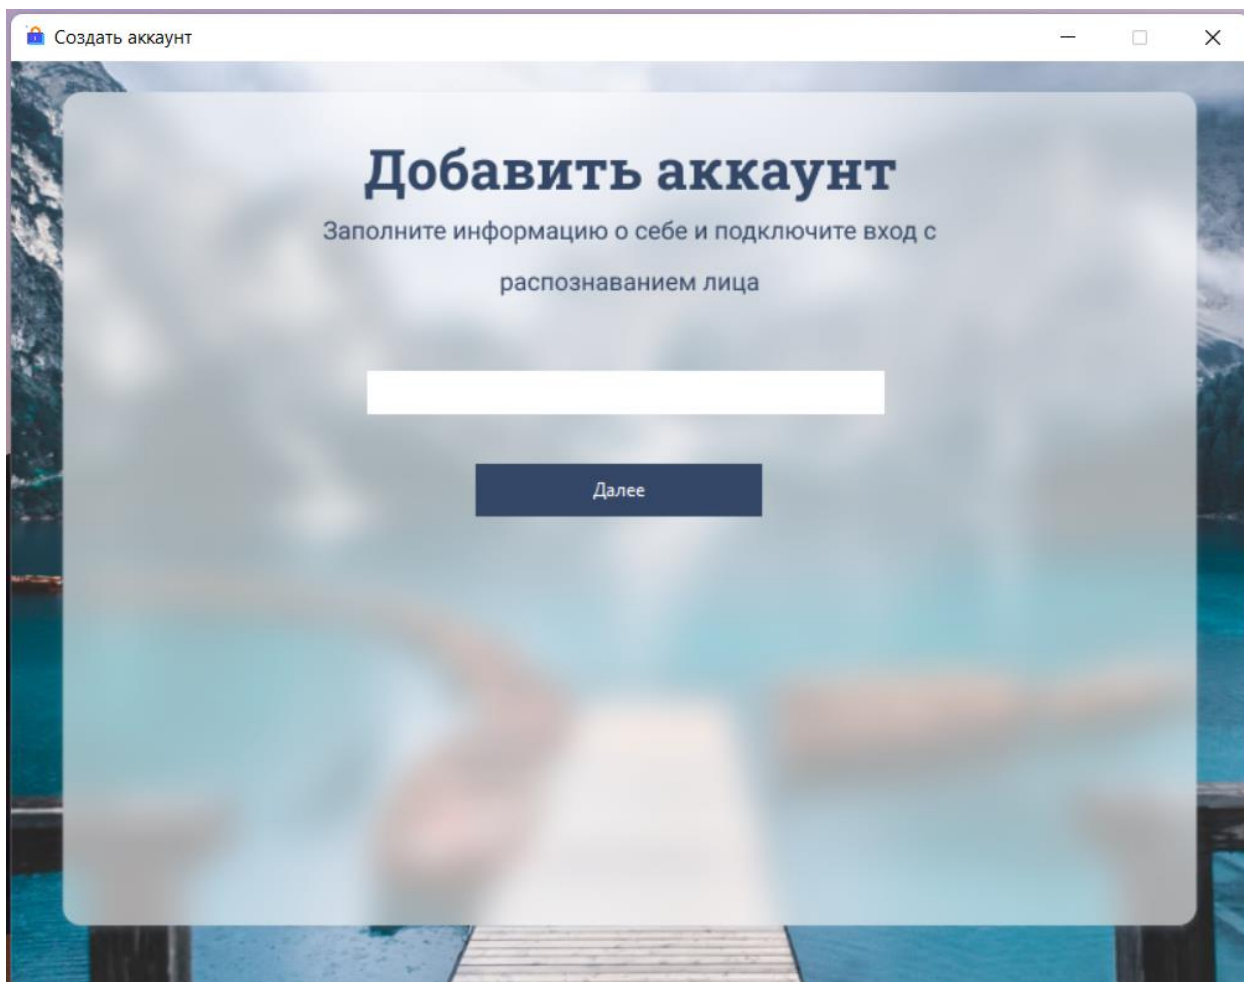 Создать аккаунт
Добавить аккаунт
Заполните информацию о себе и подключите вход с
распознаванием лица
Далее